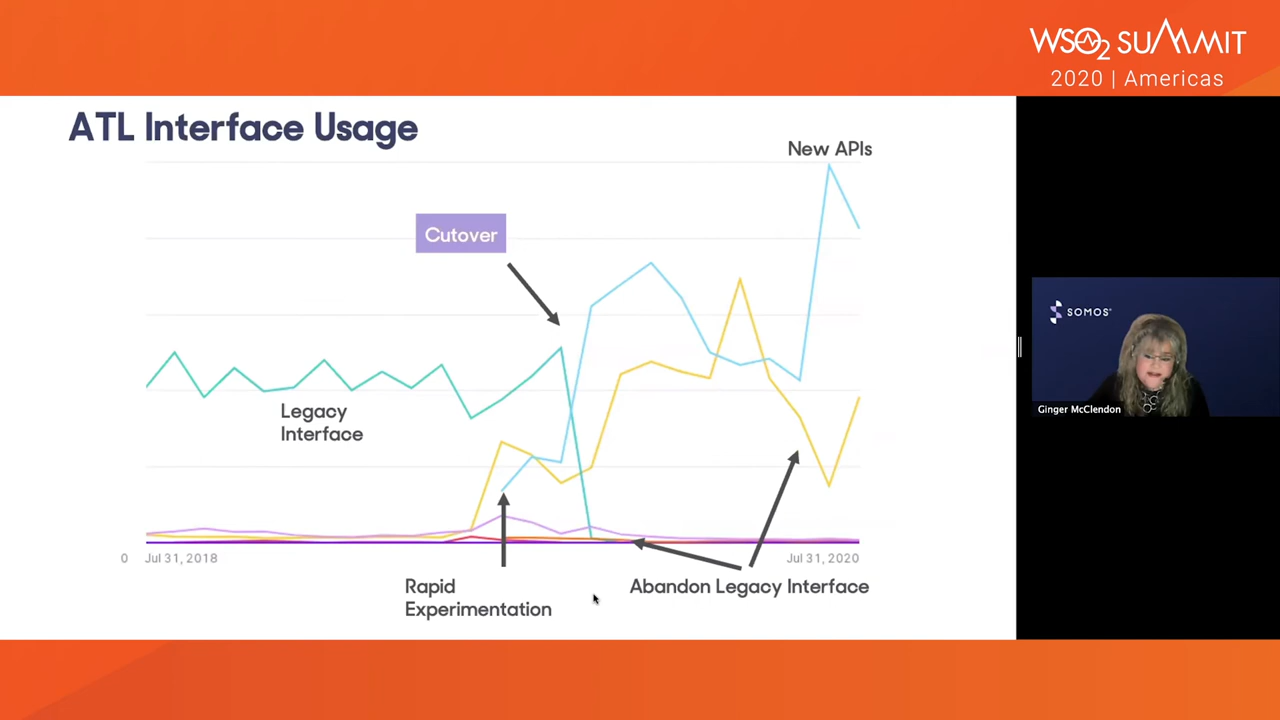 WSO2 SUMMIT
2020 | Americas
ATL Interface Usage
New APIs
Cutover
SOMOS
Legacy
Interface
Ginger McClendon
0
Jul 31, 2018
Jul 31, 2020
Rapid
Experimentation
Abandon Legacy Interface